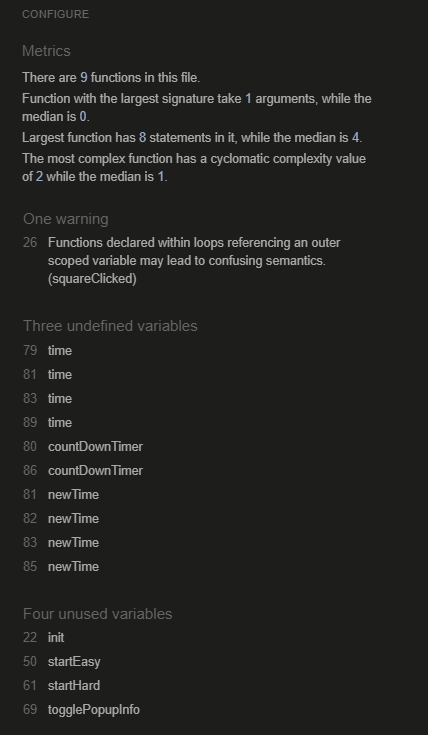 CONFIGURE
Metrics
There are 9 functions in this file.
Function with the largest signature take 1 arguments, while the
median is 0.
Largest function has 8 statements in it, while the median is 4.
The most complex function has a cyclomatic complexity value
of 2 while the median is 1.
One warning
26 Functions declared within loops referencing an outer
scoped variable may lead to confusing semantics.
(squareClicked)
Three undefined variables
79 time
81 time
83 time
89 time
80 countDownTimer
86 countDownTimer
81 newTime
82 newTime
83 newTime
85 newTime
Four unused variables
22 init
50 startEasy
61 startHard
69 togglePopupInfo